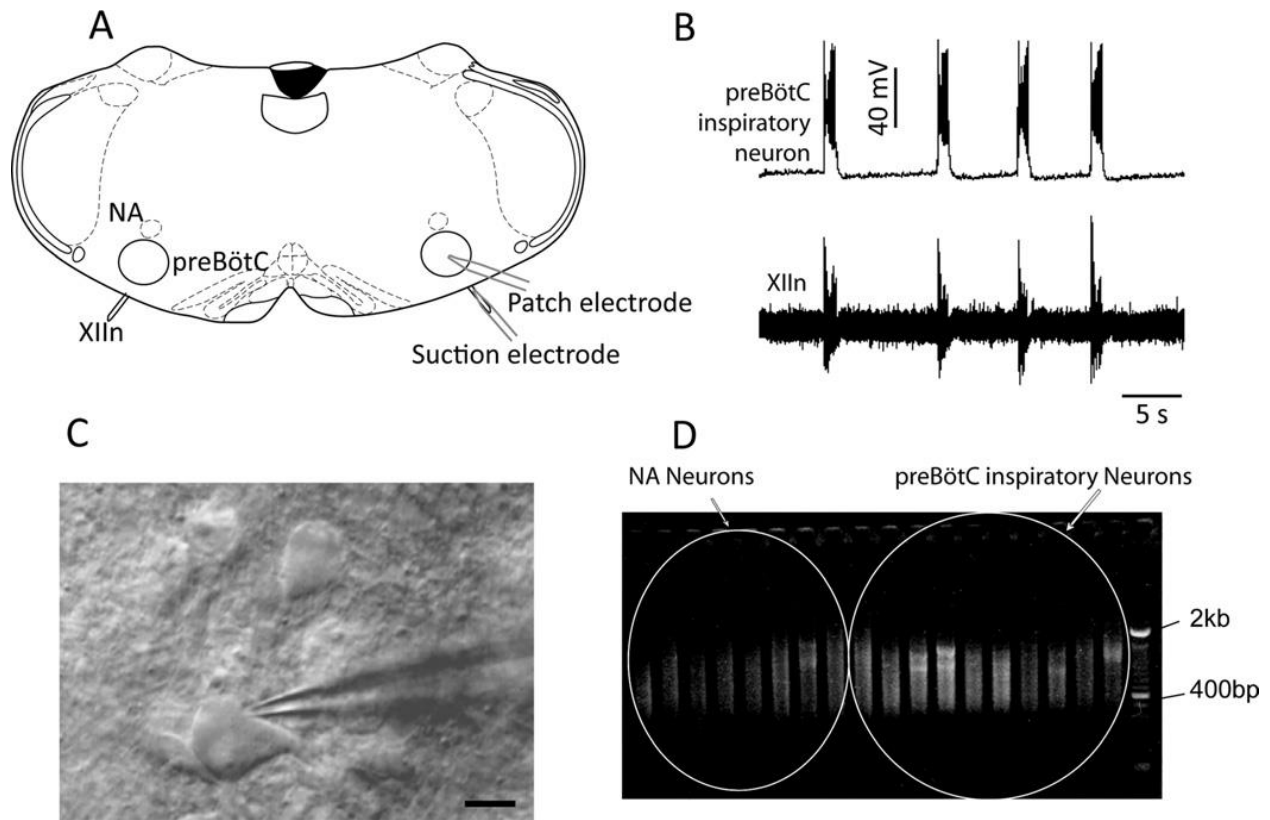 A
NA
preBötC
XIIn
Patch electrode
Suction electrode
B
preBötC
inspiratory
neuron
40 mV
XIIn
5 s
C
D
NA Neurons
preBötC inspiratory Neurons
2kb
400bp